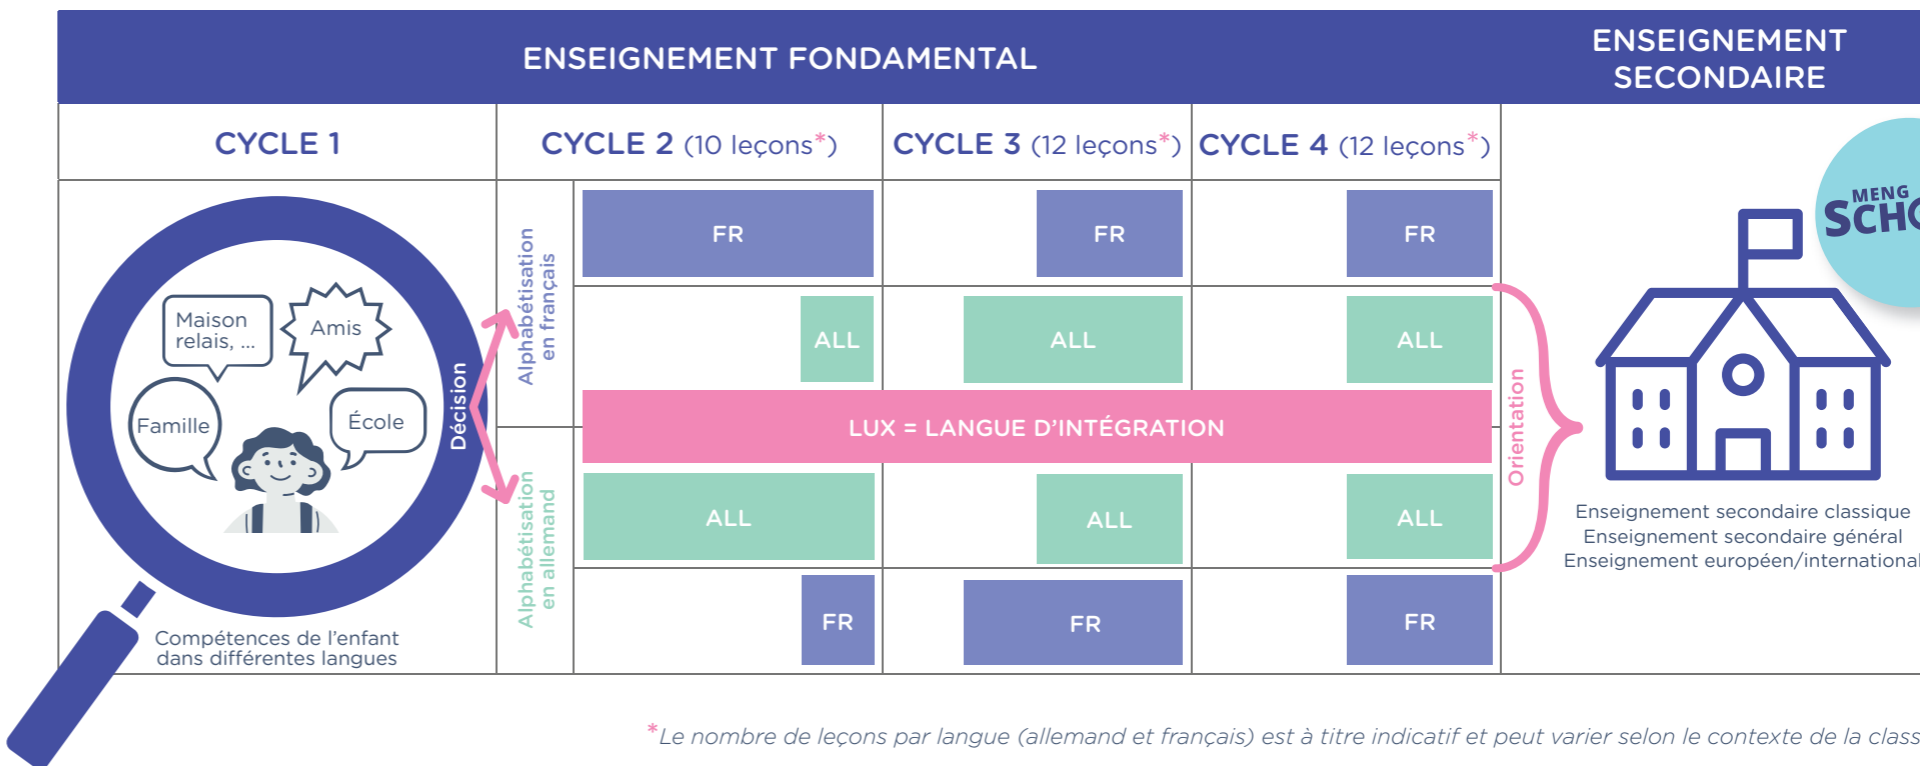 ENSEIGNEMENT FONDAMENTAL
ENSEIGNEMENT
SECONDAIRE
CYCLE 1
CYCLE 2 (10 leçons*)
CYCLE 3 (12 leçons*)
CYCLE 4 (12 leçons*)
MENG
Maison
relais, ...
Amis
Famille
École
Décision
Compétences de l'enfant
dans différentes langues
Alphabétisation
en français
FR
FR
FR
ALL
ALL
ALL
LUX = LANGUE D'INTÉGRATION
Alphabétisation
en allemand
ALL
ALL
ALL
FR
FR
FR
Orientation
Enseignement secondaire classique
Enseignement secondaire général
Enseignement européen/international
*Le nombre de leçons par langue (allemand et français) est à titre indicatif et peut varier selon le contexte de la